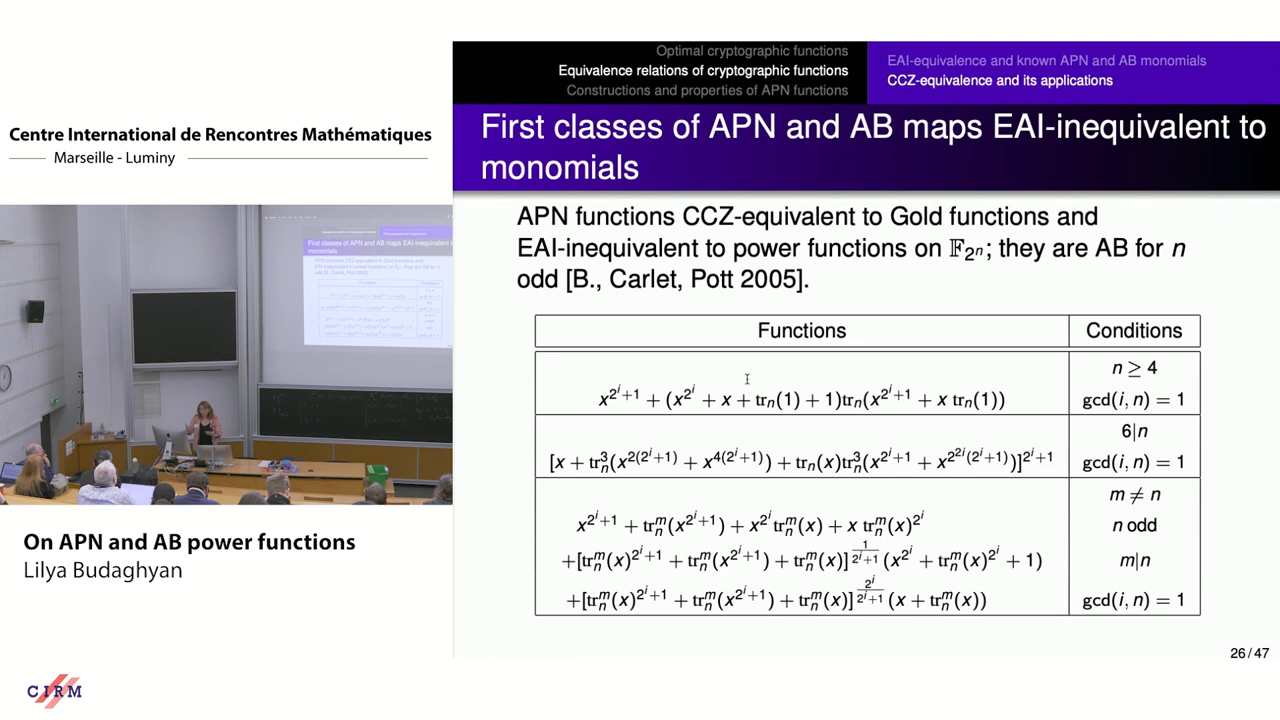 Centre International de Rencontres Mathématiques
Marseille - Luminy
On APN and AB power functions
Lilya Budaghyan
CIRM
Optimal cryptographic functions
Equivalence relations of cryptographic functions
Constructions and properties of APN functions
EAI-equivalence and known APN and AB monomials
CCZ-equivalence and its applications
First classes of APN and AB maps EAI-inequivalent to
monomials
APN functions CCZ-equivalent to Gold functions and
EAI-inequivalent to power functions on 𝔽_{2^n}; they are AB for n
odd [B., Carlet, Pott 2005].
Functions Conditions
n ≥ 4
x^{2^i+1} + (x^{2^i} + x + tr_n(1) + 1)tr_n(x^{2^i+1} + x tr_n(1)) gcd(i, n) = 1
6|n
[x + tr_n^3(x^{2(2^i+1)} + x^{4(2^i+1)}) + tr_n(x)tr_n^3(x^{2^i+1} + x^{2^{2i}(2^i+1)})]^{2^i+1} gcd(i, n) = 1
m ≠ n
x^{2^i+1} + tr_n^m(x^{2^i+1}) + x^{2^i}tr_n^m(x) + x tr_n^m(x)^{2^i} n odd
+[tr_n^m(x)^{2^i+1} + tr_n^m(x^{2^i+1}) + tr_n^m(x)]^{\frac{1}{2^i+1}}(x^{2^i} + tr_n^m(x)^{2^i} + 1) m|n
+[tr_n^m(x)^{2^i+1} + tr_n^m(x^{2^i+1}) + tr_n^m(x)]^{\frac{2^i}{2^i+1}}(x + tr_n^m(x)) gcd(i, n) = 1
26 / 47